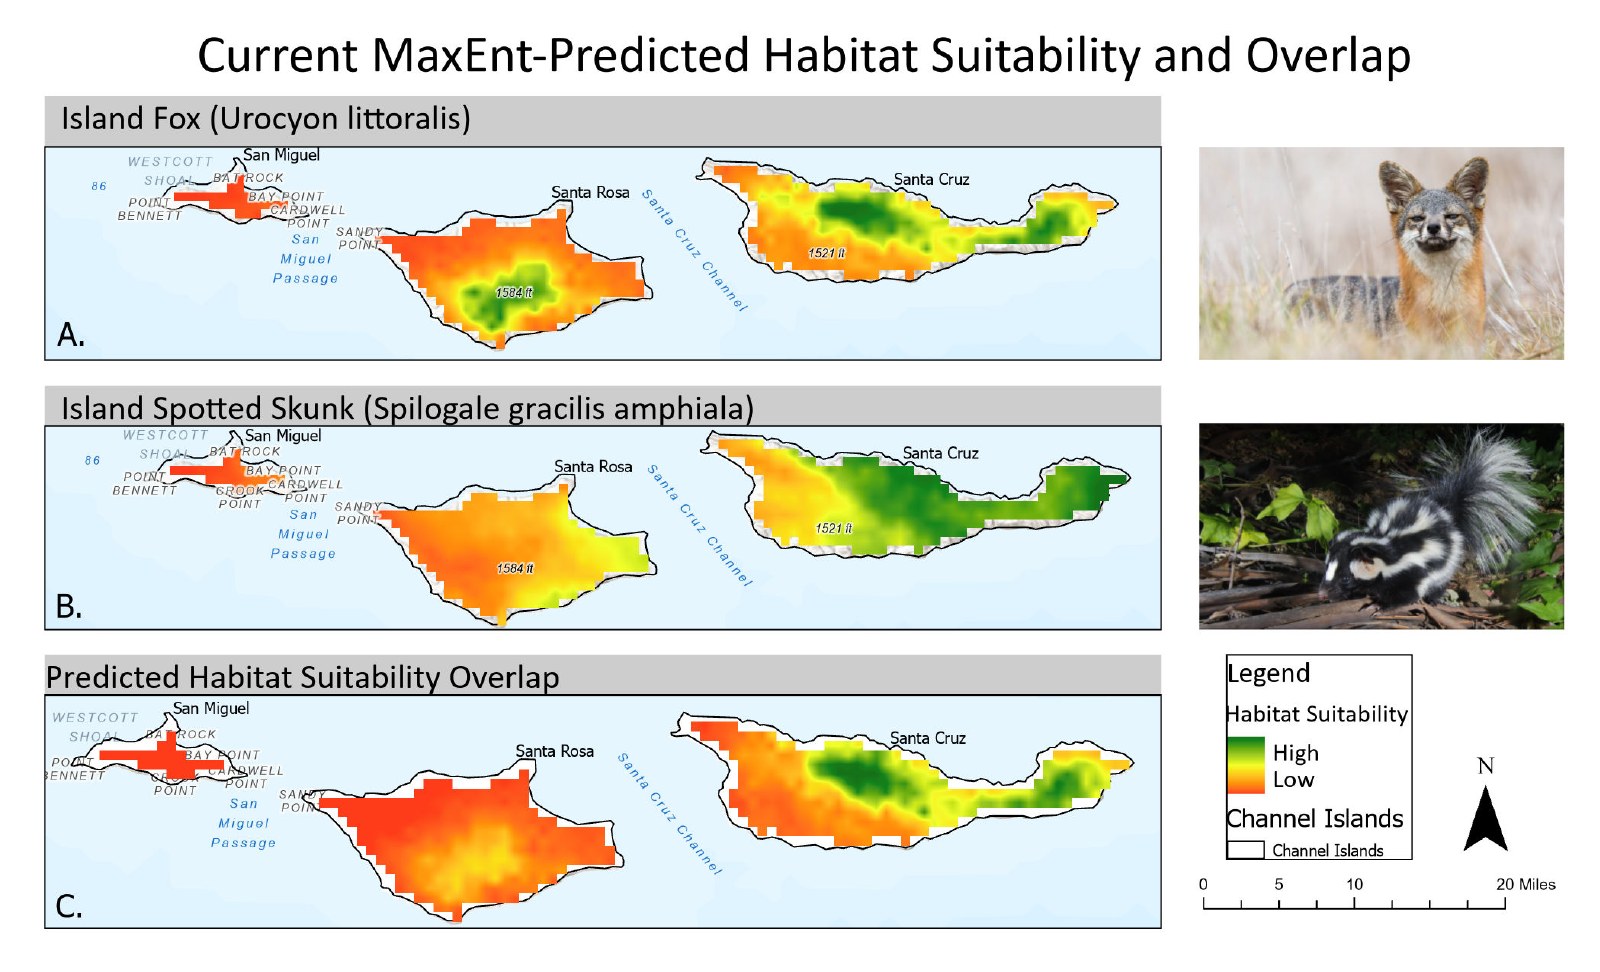 Current MaxEnt-Predicted Habitat Suitability and Overlap
Island Fox (Urocyon littoralis)
San Miguel
WESTCOTT
SHOAL
86
BAT ROCK
BAY POINT
POINT
BENNETT
CARDWELL
POINT
San
Miguel
Passage
SANDY
POINT
Santa Rosa
1584 ft
Santa Cruz Channel
Santa Cruz
1521 ft
A.
Island Spotted Skunk (Spilogale gracilis amphiala)
WESTCOTT
SHOAL
San Miguel
86
BAT ROCK
BAY POINT
POINT
BENNETT
CROOK
POINT
CARDWELL
POINT
San
Miguel
Passage
SANDY
POINT
Santa Rosa
1584 ft
Santa Cruz Channel
Santa Cruz
1521 ft
B.
Predicted Habitat Suitability Overlap
San Miguel
WESTCOTT
SHOAL
BAT ROCK
BAY POINT
POINT
BENNETT
CROOK
POINT
CARDWELL
POINT
San
Miguel
Passage
SANDY
POINT
Santa Rosa
Santa Cruz Channel
Santa Cruz
C.
Legend
Habitat Suitability
High
Low
Channel Islands
Channel Islands
N
0 5 10 20 Miles